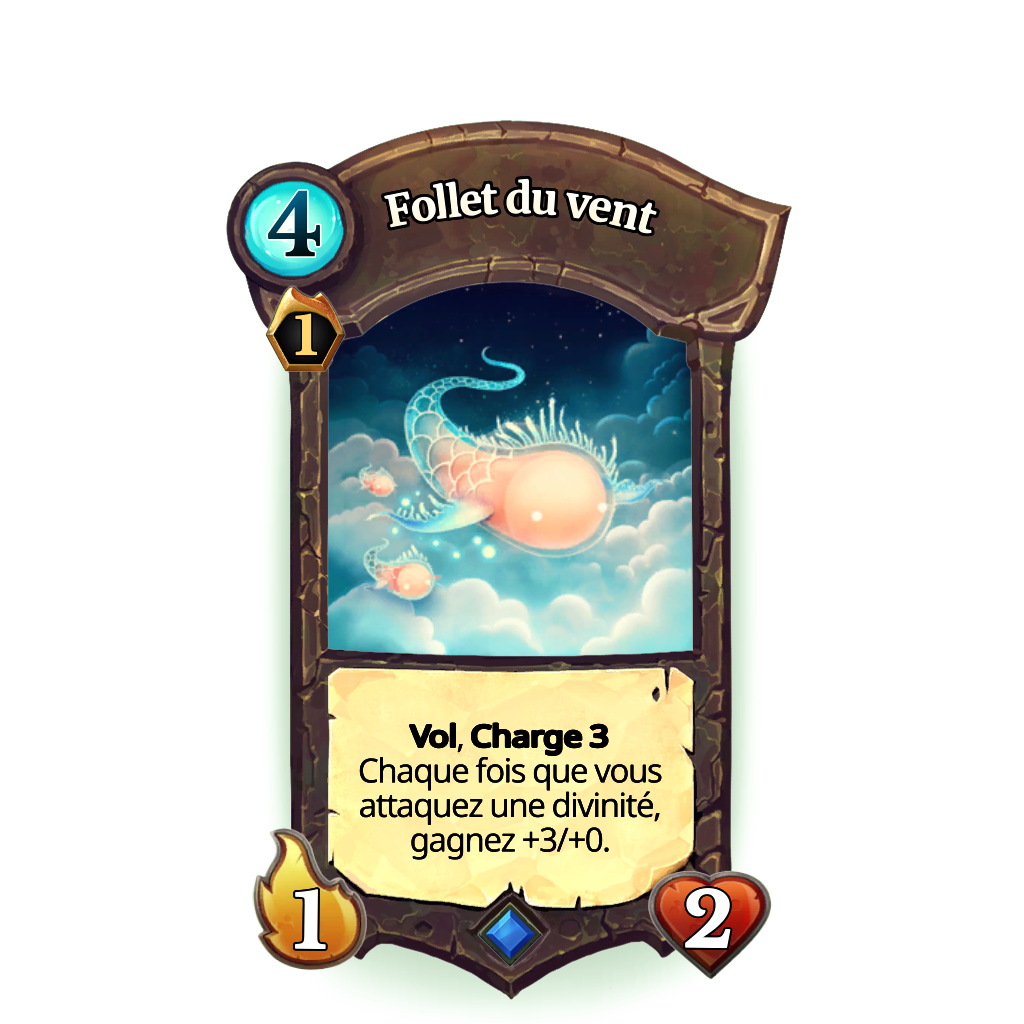 4
Follet du vent
1
Vol, Charge 3
Chaque fois que vous
attaquez une divinité,
gagnez +3/+0.
1
2